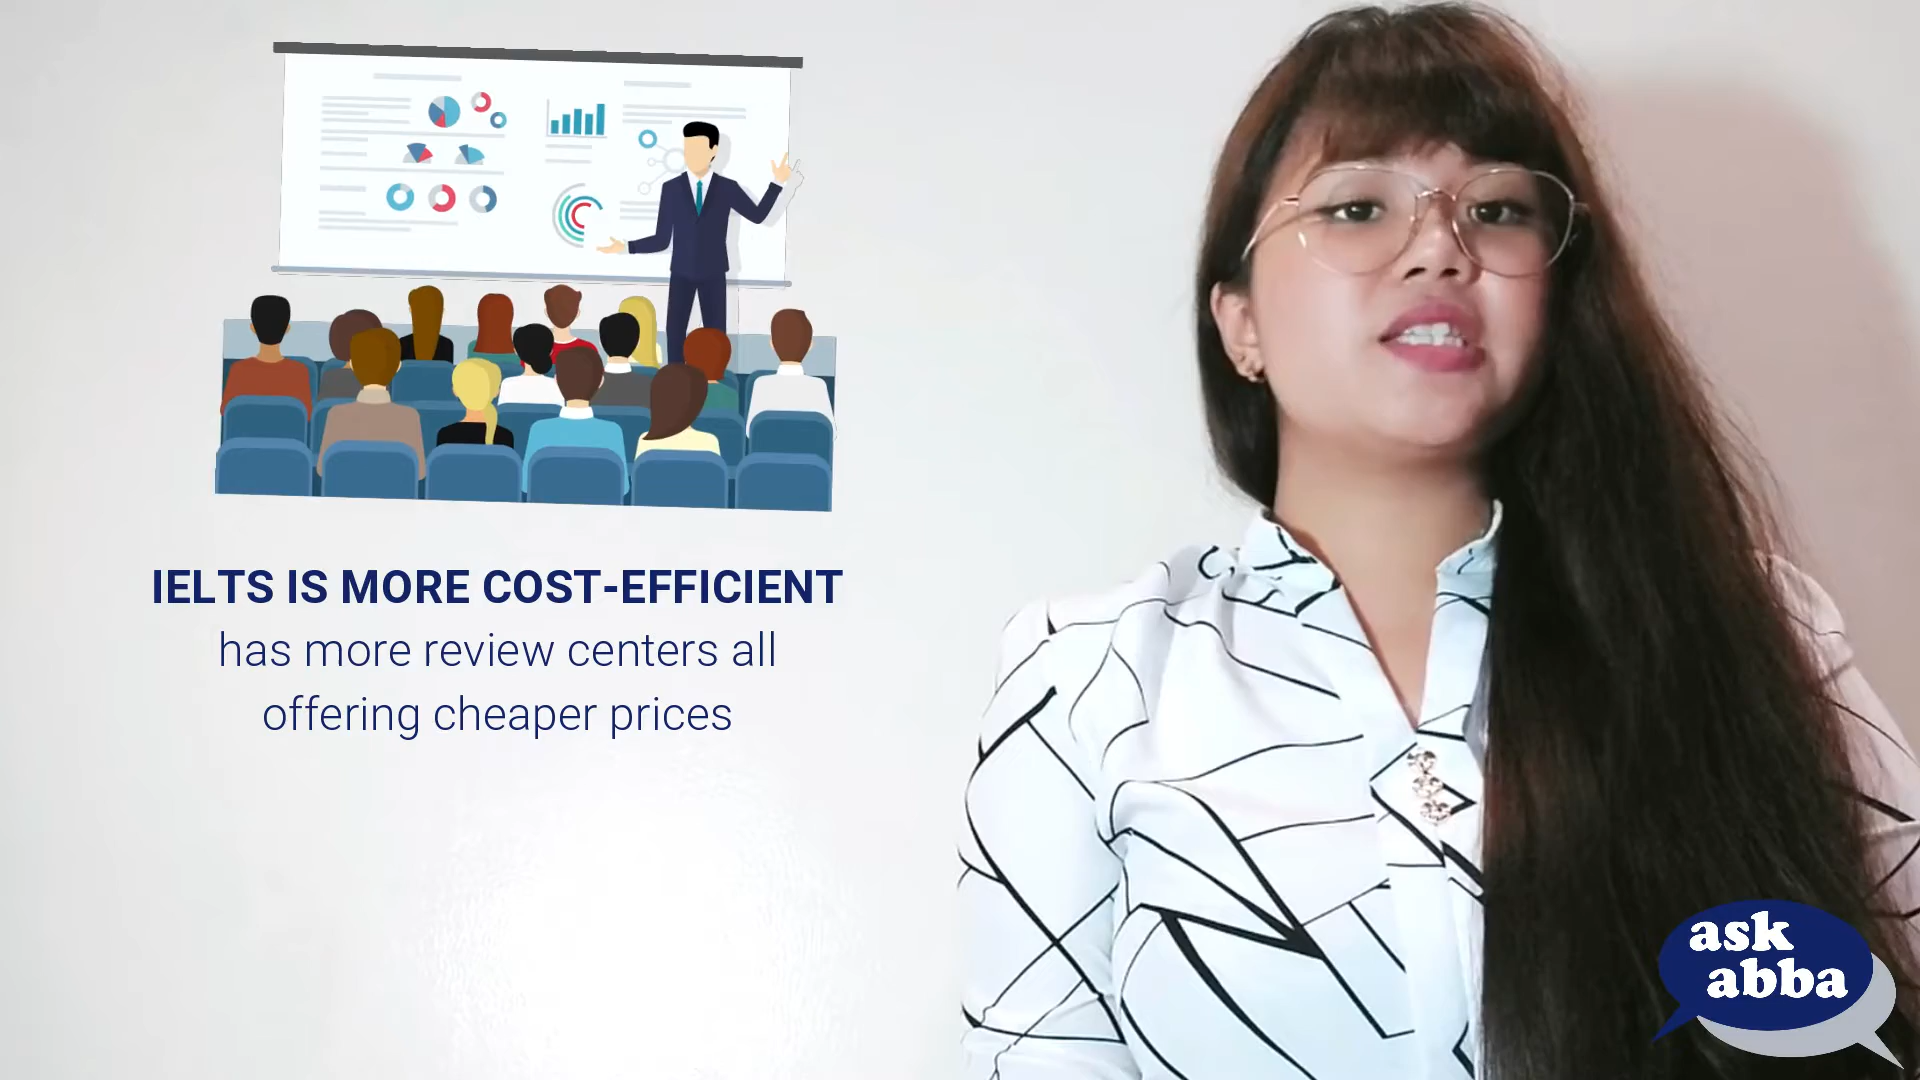 IELTS IS MORE COST-EFFICIENT
has more review centers all
offering cheaper prices
ask
abba